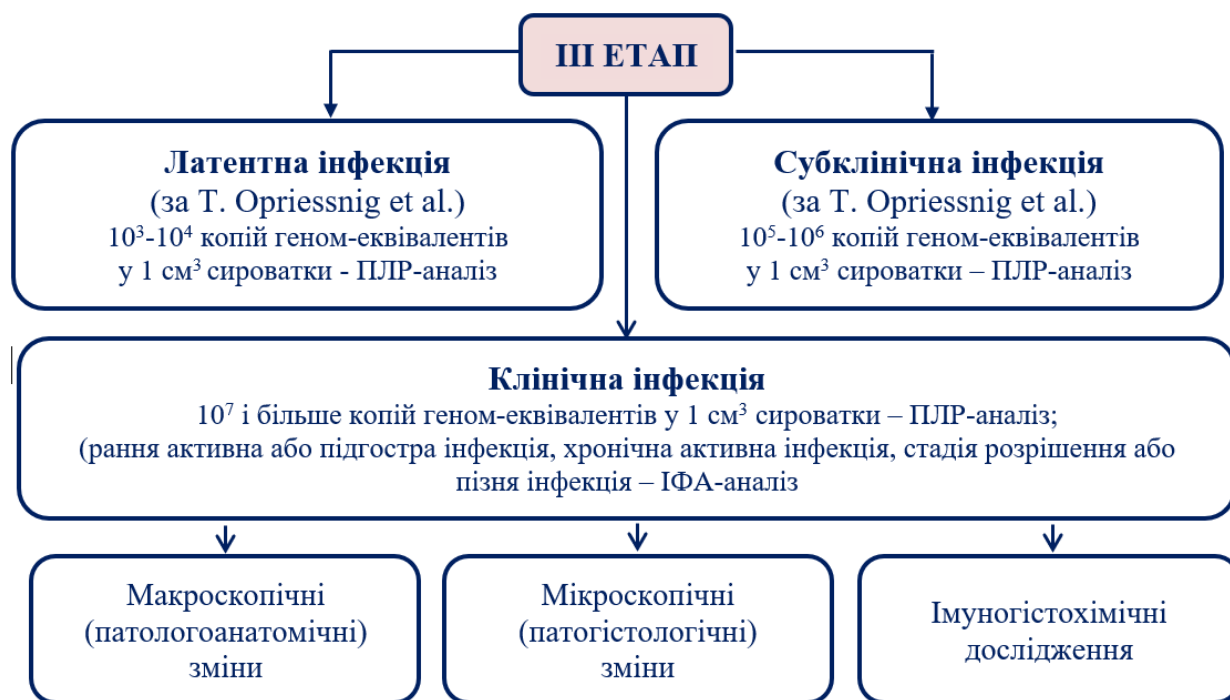 ІІІ ЕТАП
Латентна інфекція
(за T. Opriessnig et al.)
10³-10⁴ копій геном-еквівалентів
у 1 см³ сироватки - ПЛР-аналіз
Субклінічна інфекція
(за T. Opriessnig et al.)
10⁵-10⁶ копій геном-еквівалентів
у 1 см³ сироватки – ПЛР-аналіз
Клінічна інфекція
10⁷ і більше копій геном-еквівалентів у 1 см³ сироватки – ПЛР-аналіз;
(рання активна або підгостра інфекція, хронічна активна інфекція, стадія розрішення або
пізня інфекція – ІФА-аналіз
Макроскопічні
(патологоанатомічні)
зміни
Мікроскопічні
(патогістологічні)
зміни
Імуногістохімічні
дослідження